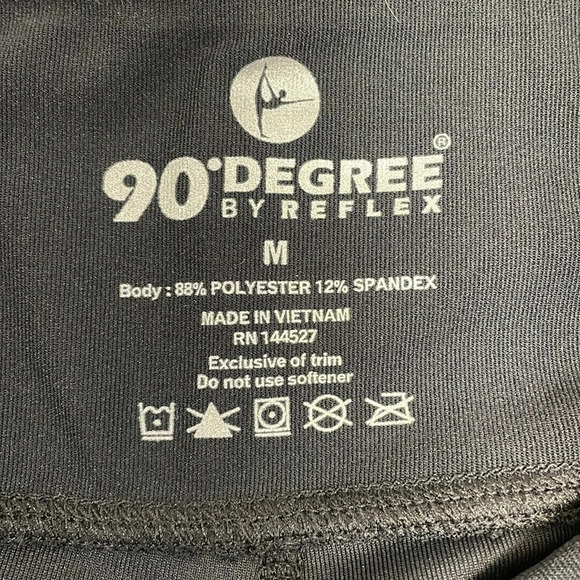 90° DEGREE®
BY REFLEX
M
Body : 88% POLYESTER 12% SPANDEX
MADE IN VIETNAM
RN 144527
Exclusive of trim
Do not use softener